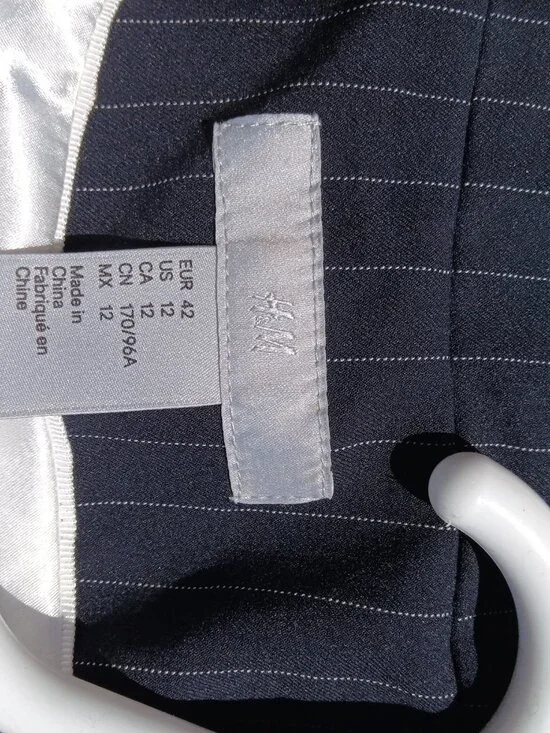 H&M
EUR 42
US 12
CA 12
CN 170/96A
MX 12
Made in
China
Fabriqué en
Chine